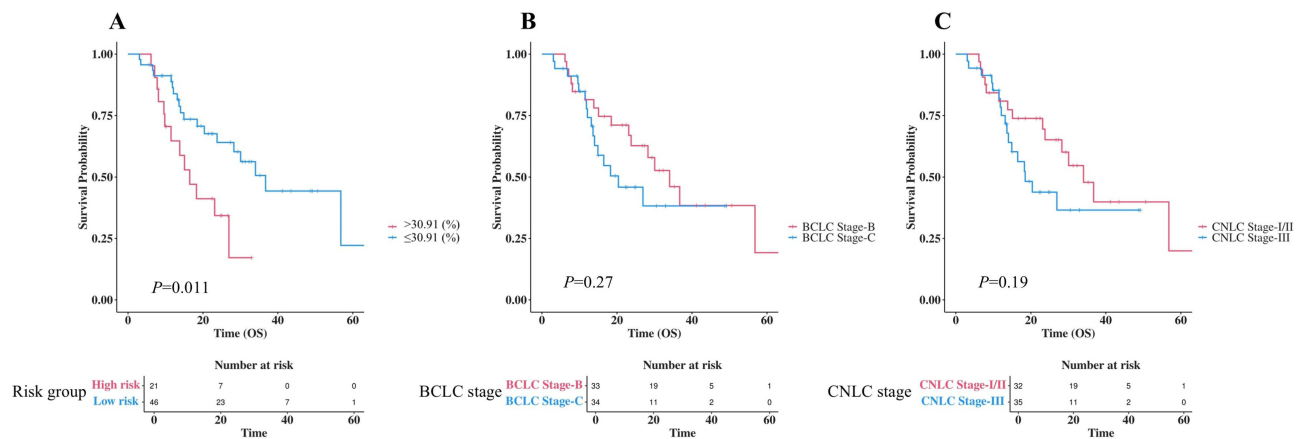 A
1.00
0.75
0.50
0.25
0.00
Survival Probability
0
20
40
60
Time (OS)
>30.91 (%)
≤30.91 (%)
P=0.011
Number at risk
Risk group
High risk 21 7 0 0
Low risk 46 23 7 1
0 20 40 60
Time
B
1.00
0.75
0.50
0.25
0.00
Survival Probability
0
20
40
60
Time (OS)
BCLC Stage-B
BCLC Stage-C
P=0.27
Number at risk
BCLC stage
BCLC Stage-B 33 19 5 1
BCLC Stage-C 34 11 2 0
0 20 40 60
Time
C
1.00
0.75
0.50
0.25
0.00
Survival Probability
0
20
40
60
Time (OS)
CNLC Stage-I/II
CNLC Stage-III
P=0.19
Number at risk
CNLC stage
CNLC Stage-I/II 32 19 5 1
CNLC Stage-III 35 11 2 0
0 20 40 60
Time